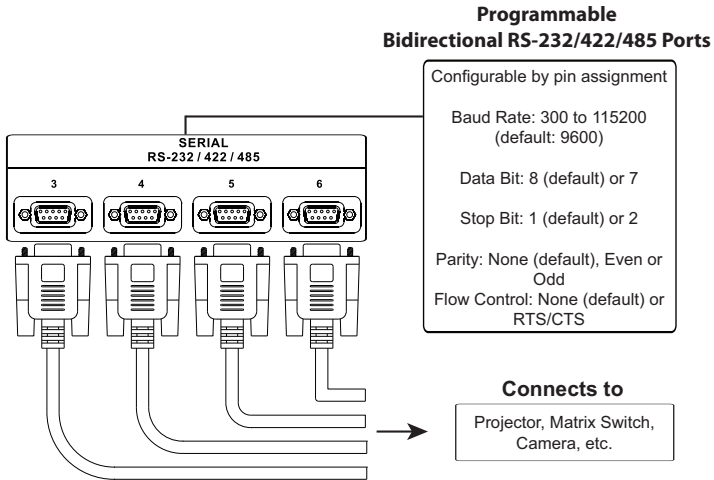 Programmable
Bidirectional RS-232/422/485 Ports
Configurable by pin assignment
Baud Rate: 300 to 115200
(default: 9600)
Data Bit: 8 (default) or 7
Stop Bit: 1 (default) or 2
Parity: None (default), Even or
Odd
Flow Control: None (default) or
RTS/CTS
SERIAL
RS-232 / 422 / 485
3 4 5 6
Connects to
Projector, Matrix Switch,
Camera, etc.